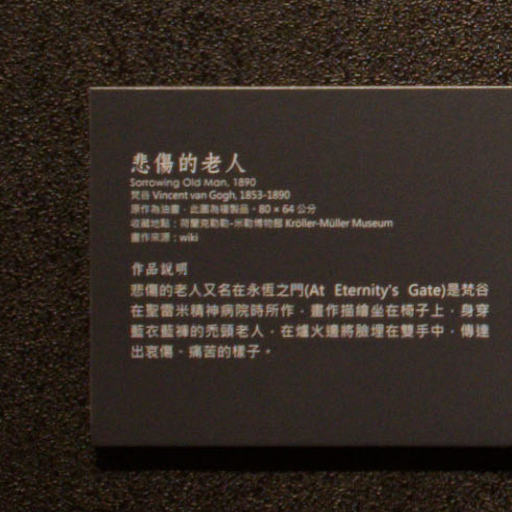 悲傷的老人
Sorrowing Old Man, 1890
梵谷 Vincent van Gogh, 1853-1890
原作為油畫，此圖為複製品，80 × 64 公分
收藏地點：荷蘭克勒勒-米勒博物館 Kröller-Müller Museum
畫作來源：wiki
作品說明
悲傷的老人又名在永恆之門(At Eternity's Gate)是梵谷
在聖雷米精神病院時所作，畫作描繪坐在椅子上，身穿
藍衣藍褲的禿頭老人，在爐火邊將臉埋在雙手中，傳達
出哀傷、痛苦的樣子。